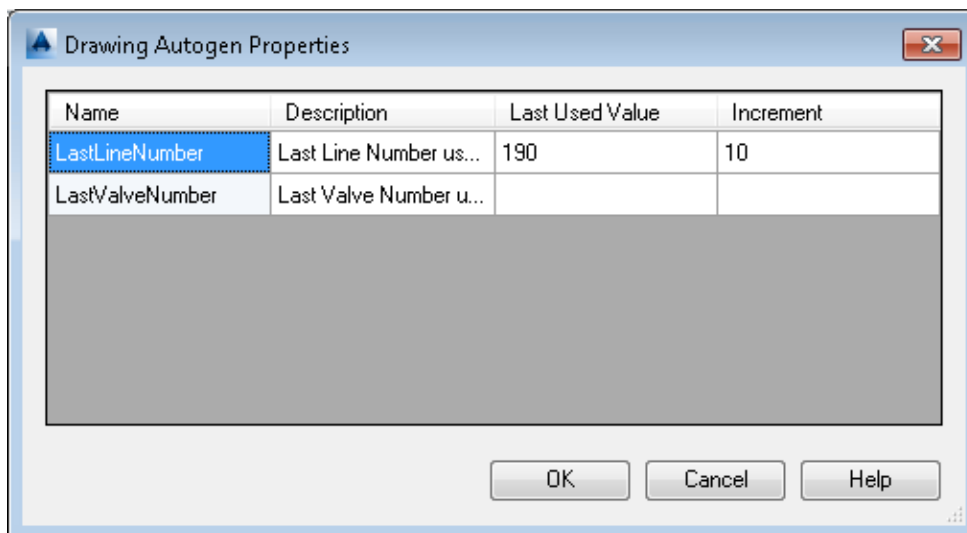 Drawing Autogen Properties
Name Description Last Used Value Increment
LastLineNumber Last Line Number us... 190 10
LastValveNumber Last Valve Number u...
OK Cancel Help